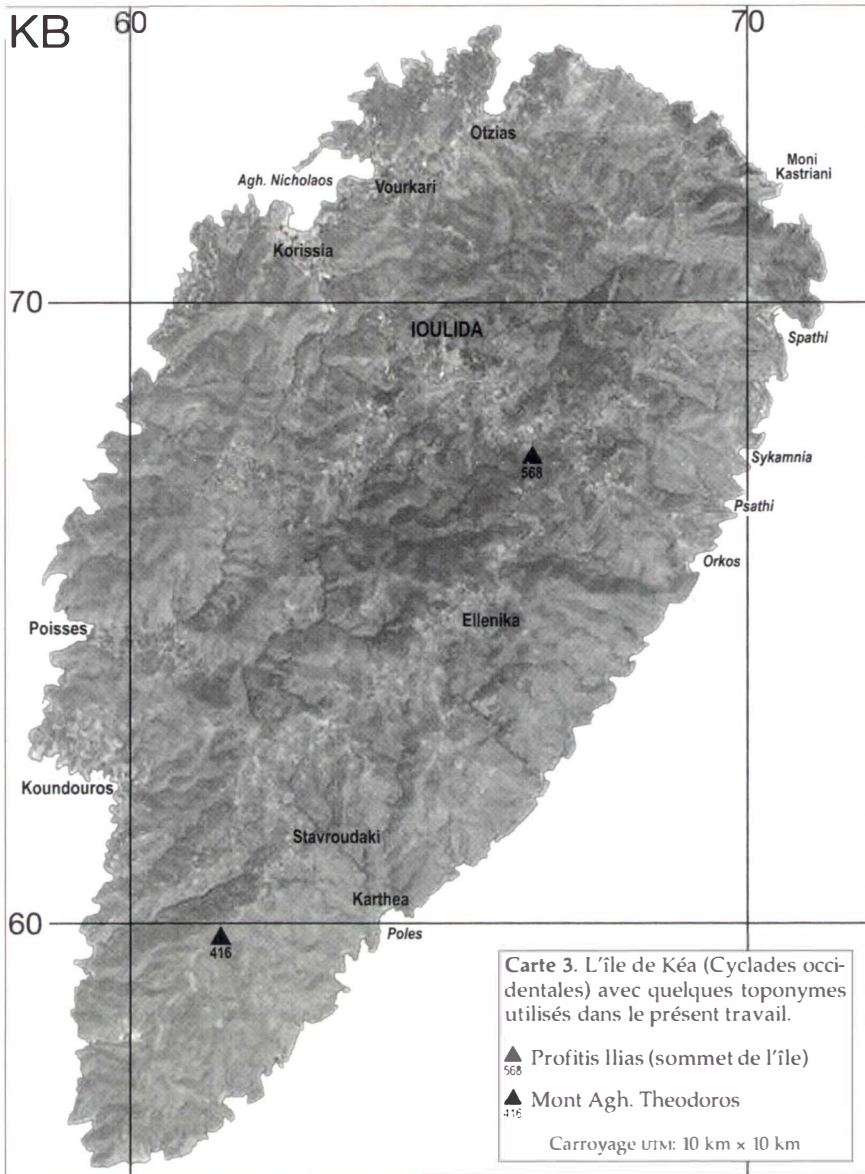 KB
60
70
Otzias
Moni
Kastriani
Agh. Nicholaos
Vourkari
Korissia
70
IOULIDA
Spathi
568
Sykamnia
Psathi
Orkos
Ellenika
Poisses
Koundouros
Stavroudaki
Karthea
60
Poles
416
Carte 3. L'île de Kéa (Cyclades occi-
dentales) avec quelques toponymes
utilisés dans le présent travail.
Profitis Ilias (sommet de l'île)
568
Mont Agh. Theodoros
416
Carroyage UTM: 10 km × 10 km